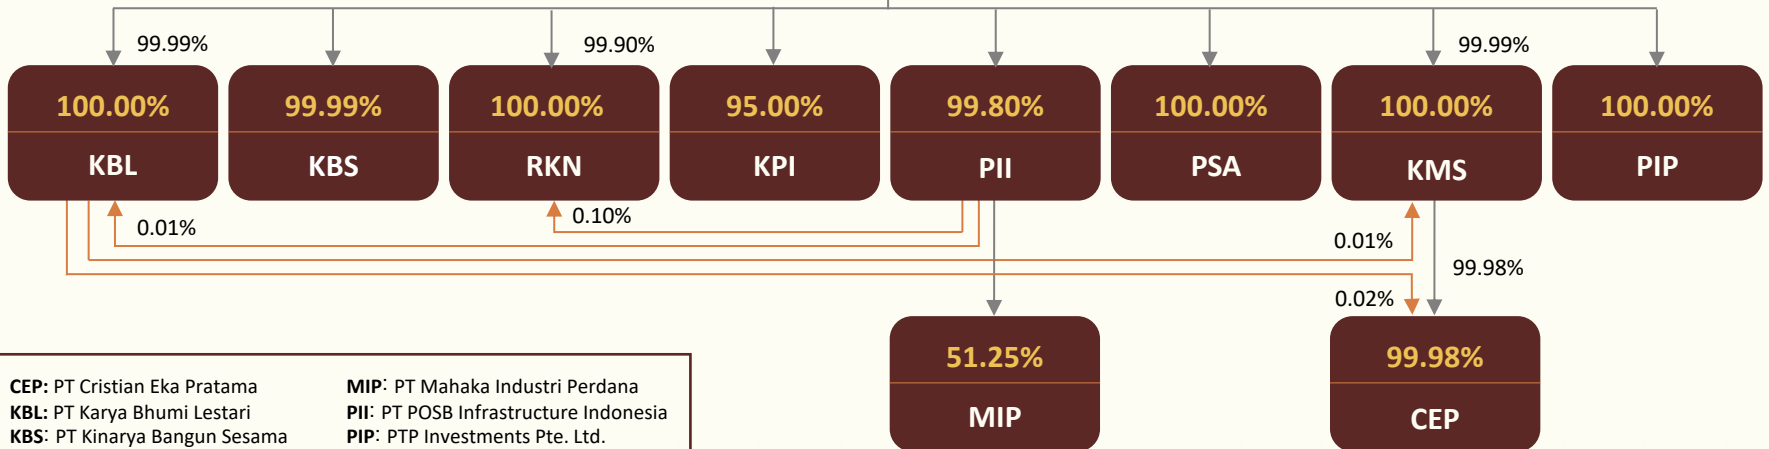 99.99%
99.90%
99.99%
100.00%
99.99%
100.00%
95.00%
99.80%
100.00%
100.00%
100.00%
KBL
KBS
RKN
KPI
PII
PSA
KMS
PIP
0.01%
0.10%
0.01%
99.98%
0.02%
51.25%
99.98%
MIP
CEP
CEP: PT Cristian Eka Pratama
MIP: PT Mahaka Industri Perdana
KBL: PT Karya Bhumi Lestari
PII: PT POSB Infrastructure Indonesia
KBS: PT Kinarya Bangun Sesama
PIP: PTP Investments Pte. Ltd.